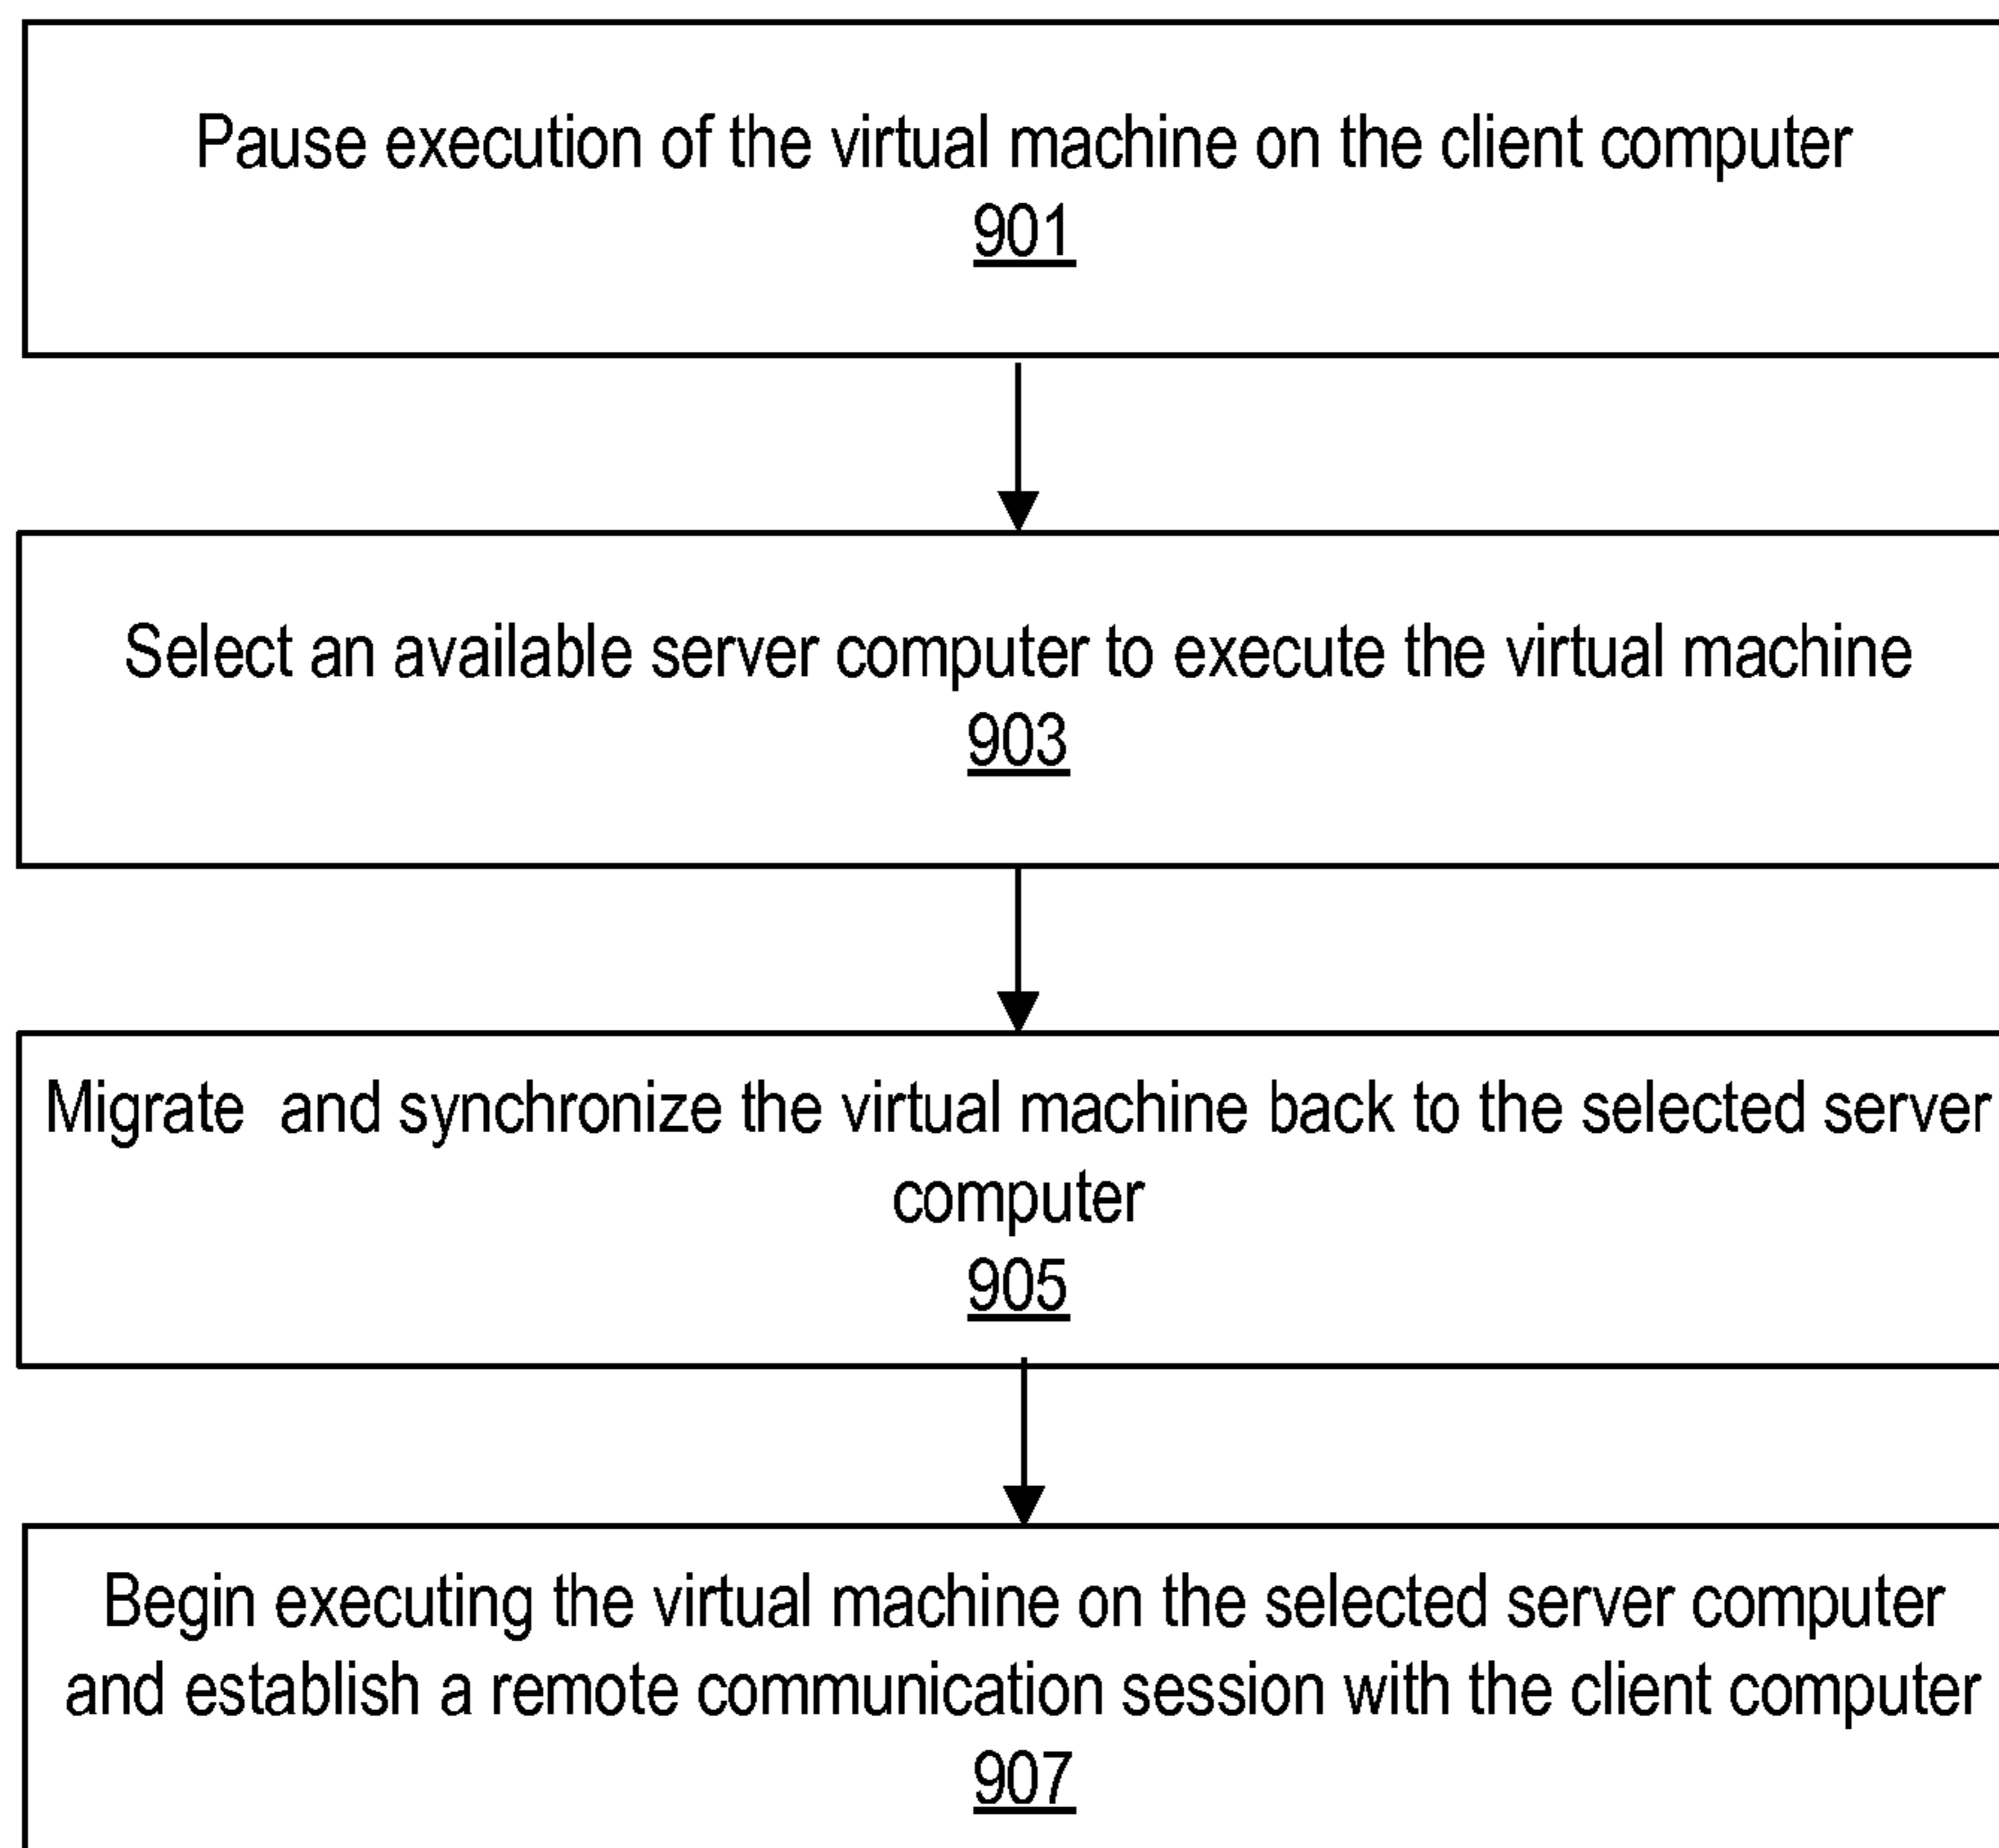 Pause execution of the virtual machine on the client computer
901
Select an available server computer to execute the virtual machine
903
Migrate and synchronize the virtual machine back to the selected server
computer
905
Begin executing the virtual machine on the selected server computer
and establish a remote communication session with the client computer
907